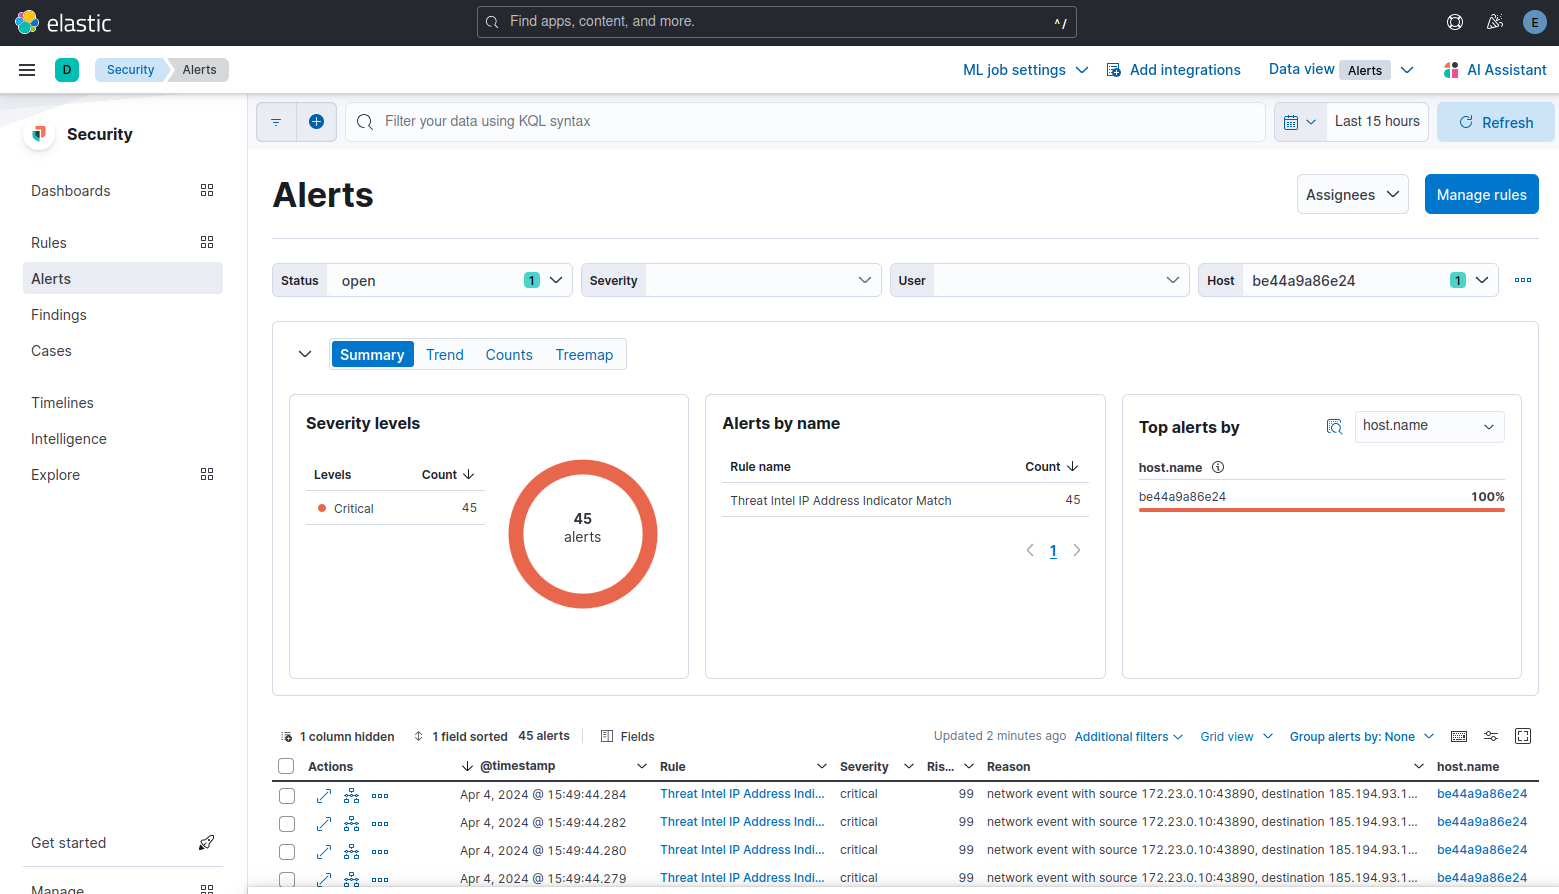 elastic
Find apps, content, and more.
^/
E
D
Security
Alerts
ML job settings
Add integrations
Data view
Alerts
AI Assistant
Security
Filter your data using KQL syntax
Last 15 hours
Refresh
Dashboards
Rules
Alerts
Findings
Cases
Timelines
Intelligence
Explore
Get started
Manage
Alerts
Assignees
Manage rules
Status
open
1
Severity
User
Host
be44a9a86e24
1
Summary
Trend
Counts
Treemap
Severity levels
Levels
Count
Critical
45
45
alerts
Alerts by name
Rule name
Count
Threat Intel IP Address Indicator Match
45
1
Top alerts by
host.name
host.name
be44a9a86e24
100%
1 column hidden
1 field sorted
45 alerts
Fields
Updated 2 minutes ago
Additional filters
Grid view
Group alerts by: None
Actions
@timestamp
Rule
Severity
Ris...
Reason
host.name
Apr 4, 2024 @ 15:49:44.284 Threat Intel IP Address Indi... critical 99 network event with source 172.23.0.10:43890, destination 185.194.93.1... be44a9a86e24
Apr 4, 2024 @ 15:49:44.282 Threat Intel IP Address Indi... critical 99 network event with source 172.23.0.10:43890, destination 185.194.93.1... be44a9a86e24
Apr 4, 2024 @ 15:49:44.280 Threat Intel IP Address Indi... critical 99 network event with source 172.23.0.10:43890, destination 185.194.93.1... be44a9a86e24
Apr 4, 2024 @ 15:49:44.279 Threat Intel IP Address Indi... critical 99 network event with source 172.23.0.10:43890, destination 185.194.93.1... be44a9a86e24